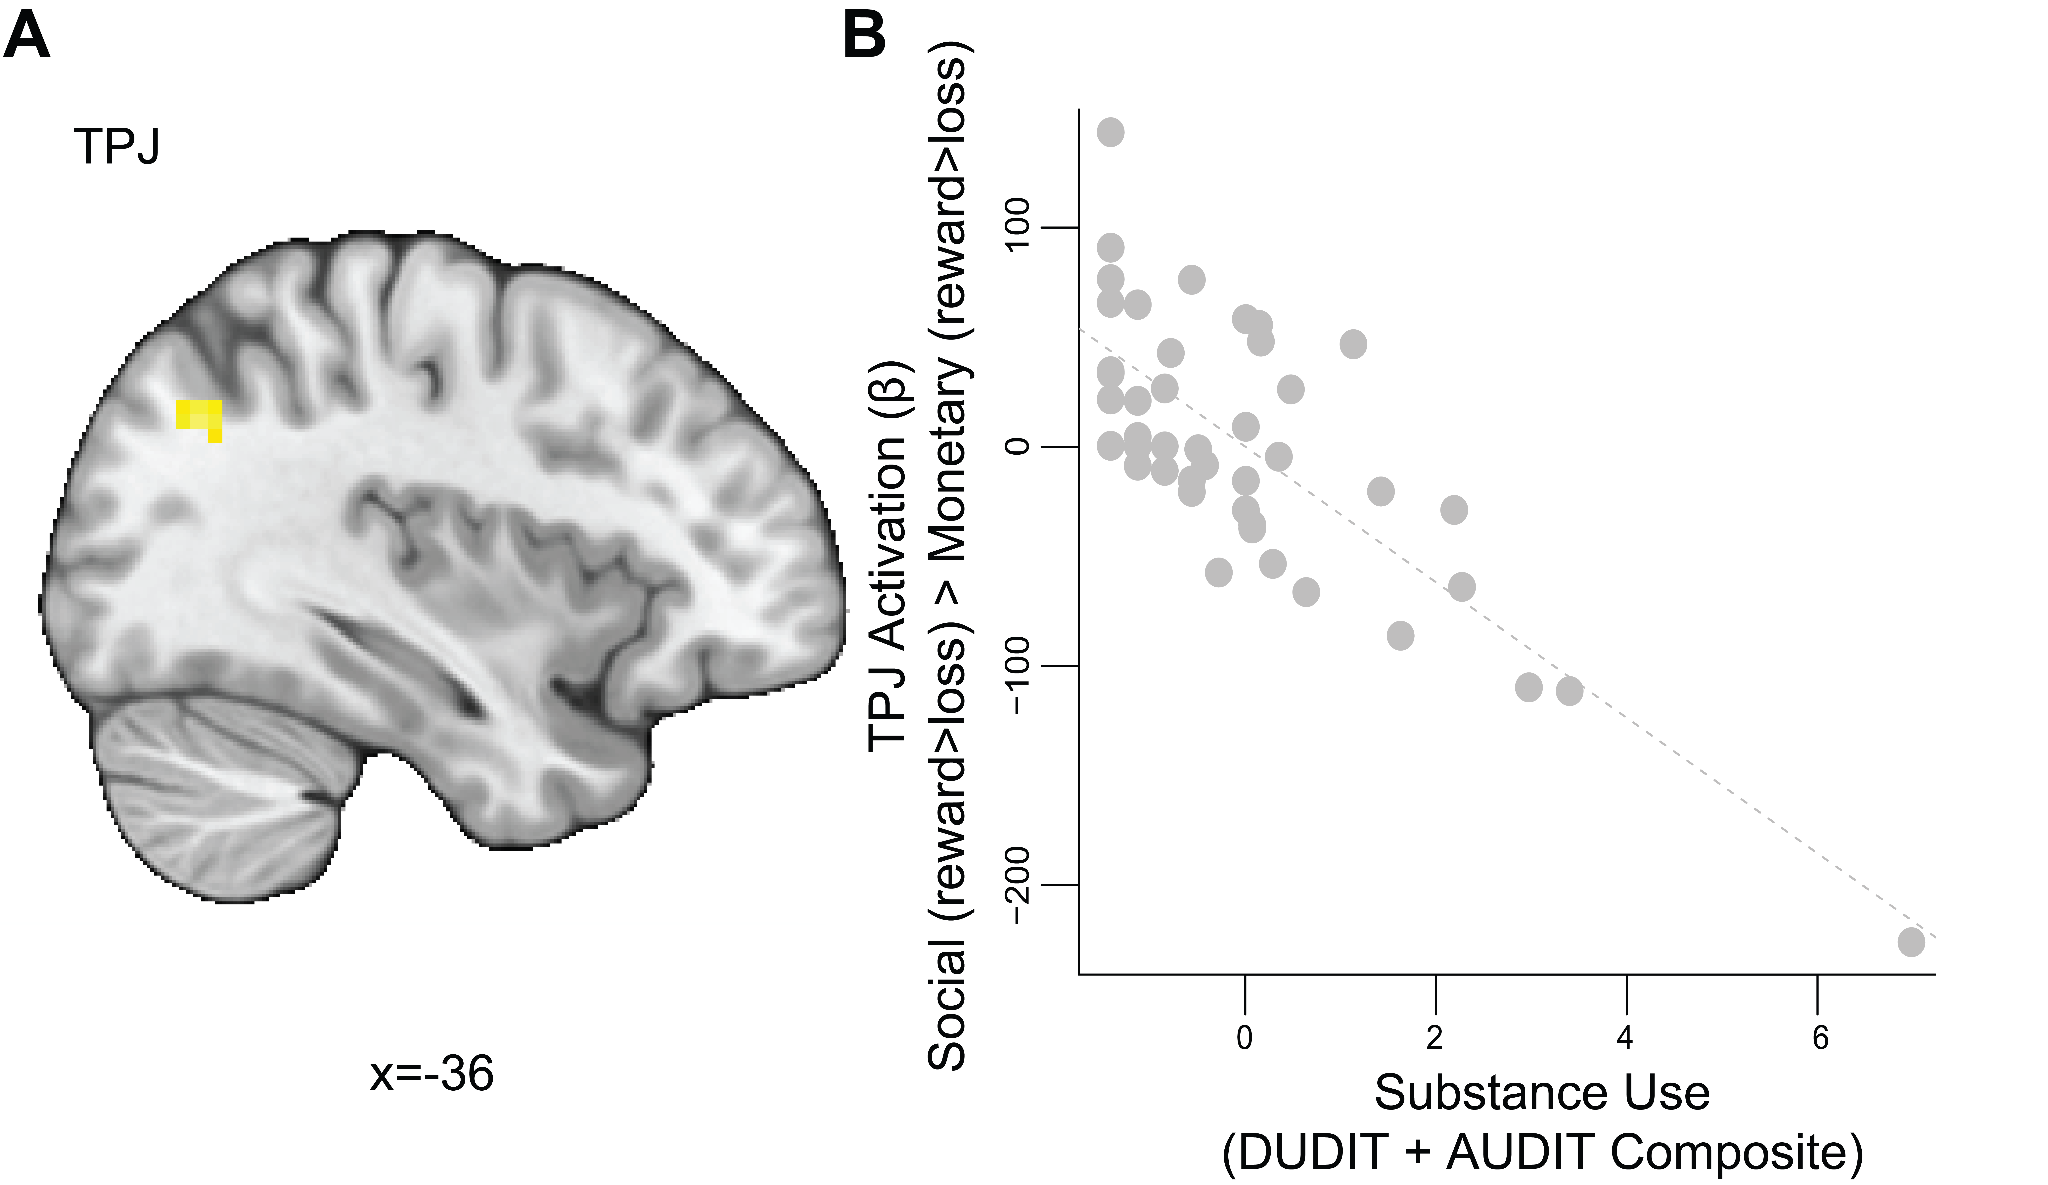 A
TPJ
x=-36
B
TPJ Activation (β)
Social (reward>loss) > Monetary (reward>loss)
100
0
−100
−200
0 2 4 6
Substance Use
(DUDIT + AUDIT Composite)